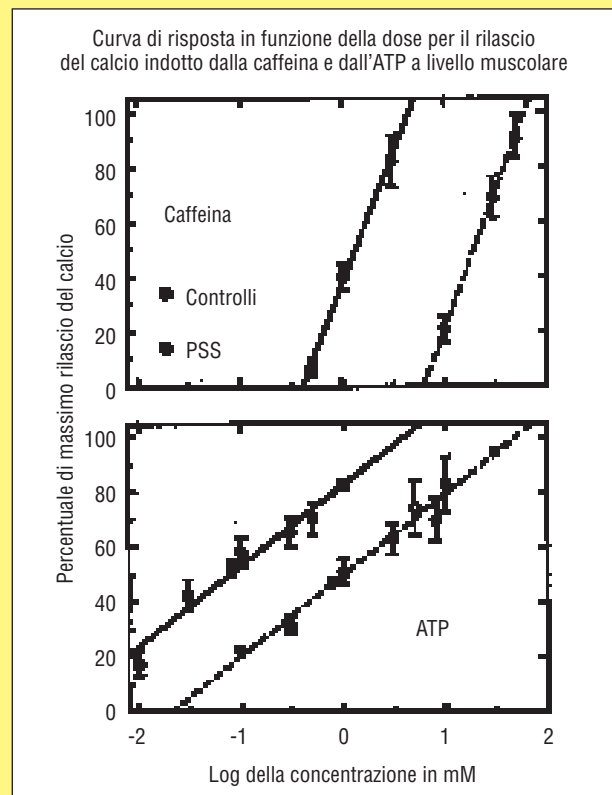 Curva di risposta in funzione della dose per il rilascio
del calcio indotto dalla caffeina e dall'ATP a livello muscolare
Percentuale di massimo rilascio del calcio
100
80
60
40
20
0
Caffeina
Controlli
PSS
100
80
60
40
20
0
ATP
-2 -1 0 1 2
Log della concentrazione in mM